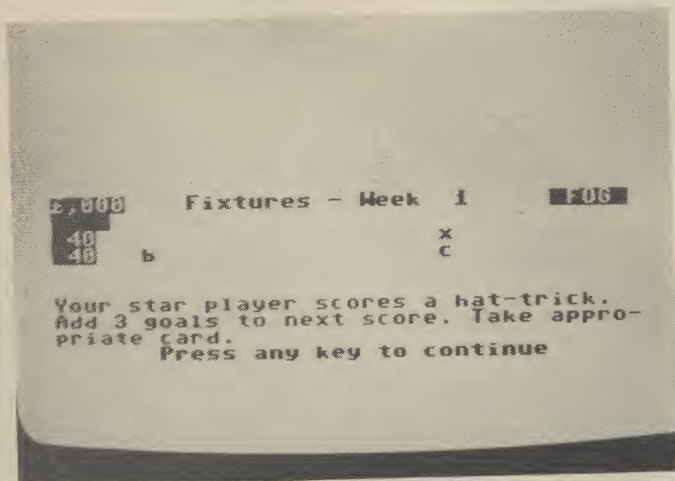 £,000 Fixtures - Week 1 FOG
40 x
40 b c
Your star player scores a hat-trick.
Add 3 goals to next score. Take appro-
priate card.
Press any key to continue